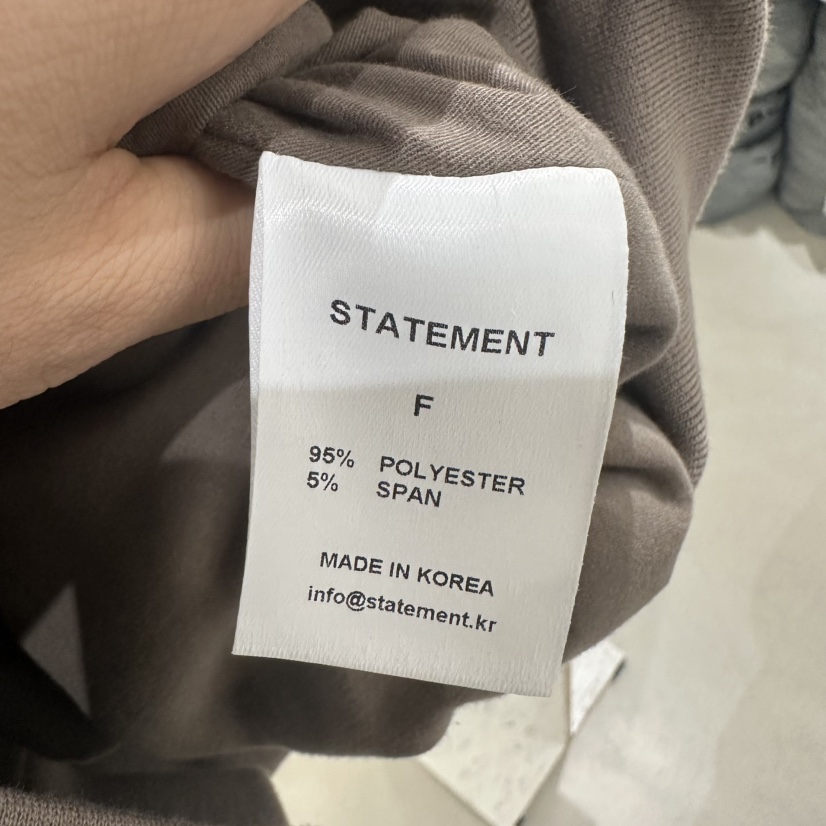 STATEMENT
F
95% POLYESTER
5% SPAN
MADE IN KOREA
info@statement.kr